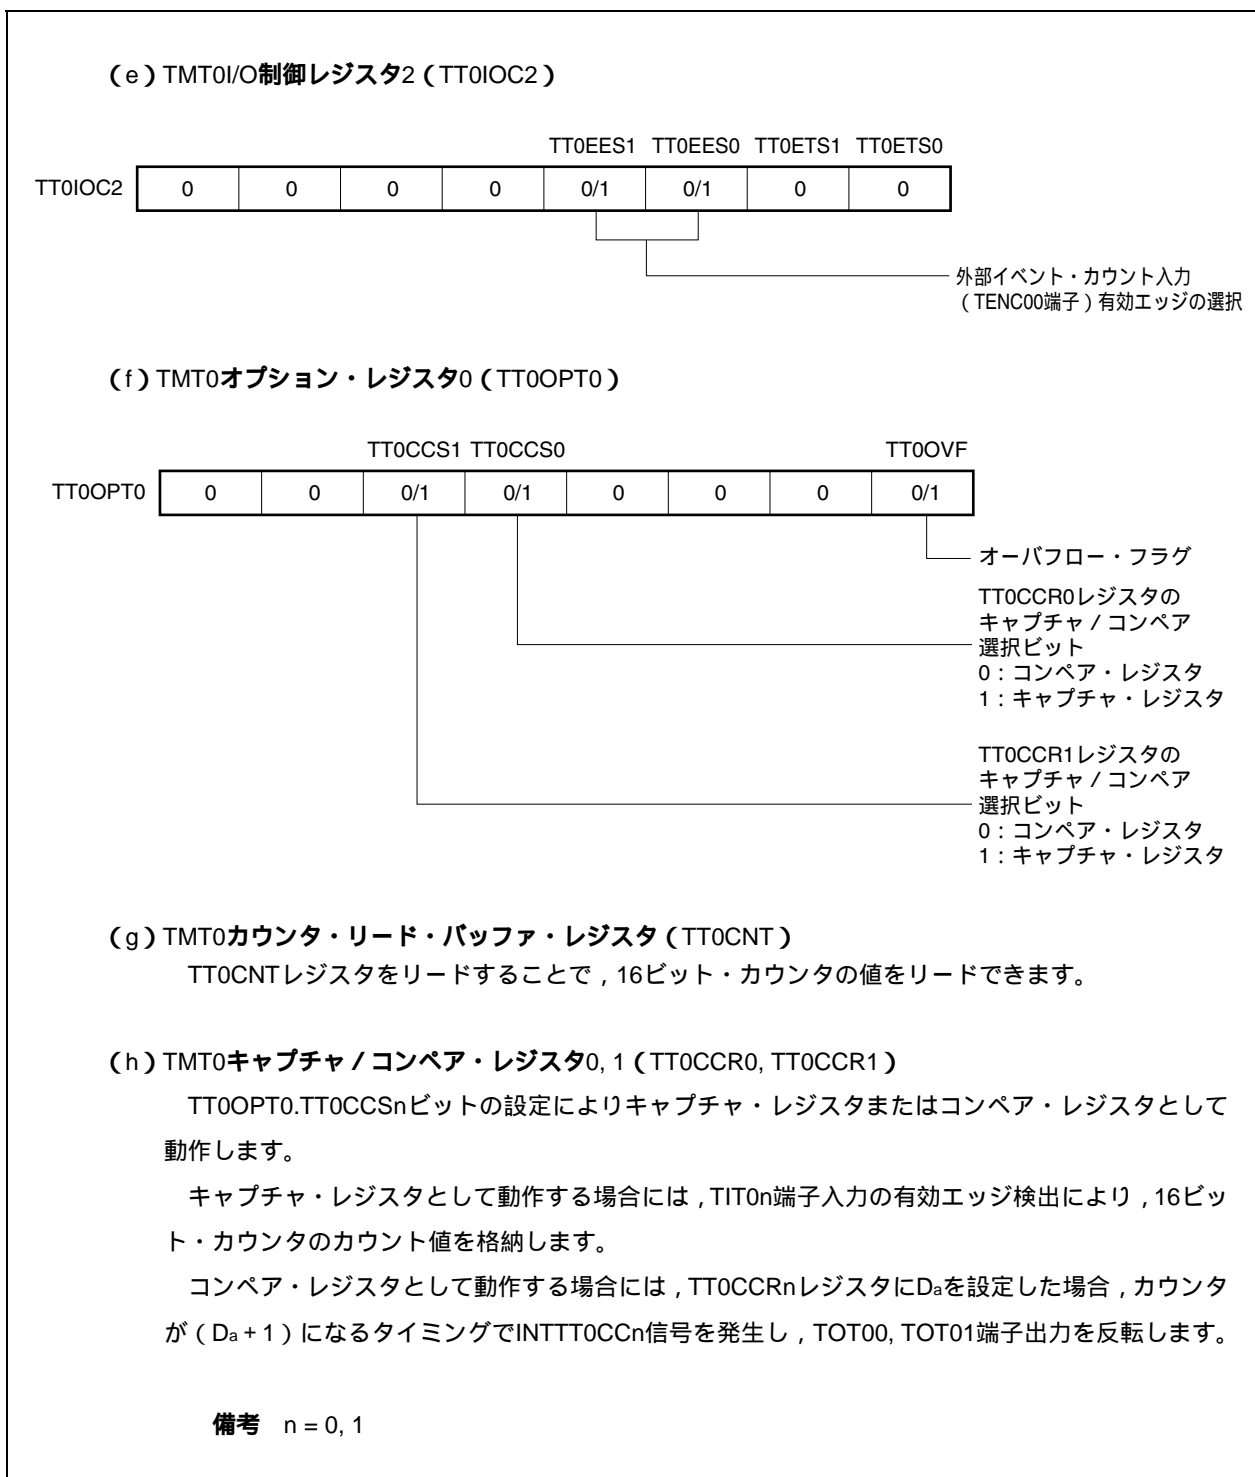 （e）TMT0I/O制御レジスタ2（TT0IOC2）
TT0EES1 TT0EES0 TT0ETS1 TT0ETS0
TT0IOC2 0 0 0 0 0/1 0/1 0 0
外部イベント・カウント入力
（TENC00端子）有効エッジの選択
（f）TMT0オプション・レジスタ0（TT0OPT0）
TT0CCS1 TT0CCS0 TT0OVF
TT0OPT0 0 0 0/1 0/1 0 0 0 0/1
オーバフロー・フラグ
TT0CCR0レジスタの
キャプチャ／コンペア
選択ビット
0：コンペア・レジスタ
1：キャプチャ・レジスタ
TT0CCR1レジスタの
キャプチャ／コンペア
選択ビット
0：コンペア・レジスタ
1：キャプチャ・レジスタ
（g）TMT0カウンタ・リード・バッファ・レジスタ（TT0CNT）
TT0CNTレジスタをリードすることで，16ビット・カウンタの値をリードできます。
（h）TMT0キャプチャ／コンペア・レジスタ0, 1（TT0CCR0, TT0CCR1）
TT0OPT0.TT0CCSnビットの設定によりキャプチャ・レジスタまたはコンペア・レジスタとして
動作します。
キャプチャ・レジスタとして動作する場合には，TIT0n端子入力の有効エッジ検出により，16ビッ
ト・カウンタのカウント値を格納します。
コンペア・レジスタとして動作する場合には，TT0CCRnレジスタにDaを設定した場合，カウンタ
が（Da＋1）になるタイミングでINTTT0CCn信号を発生し，TOT00, TOT01端子出力を反転します。
備考 n = 0, 1